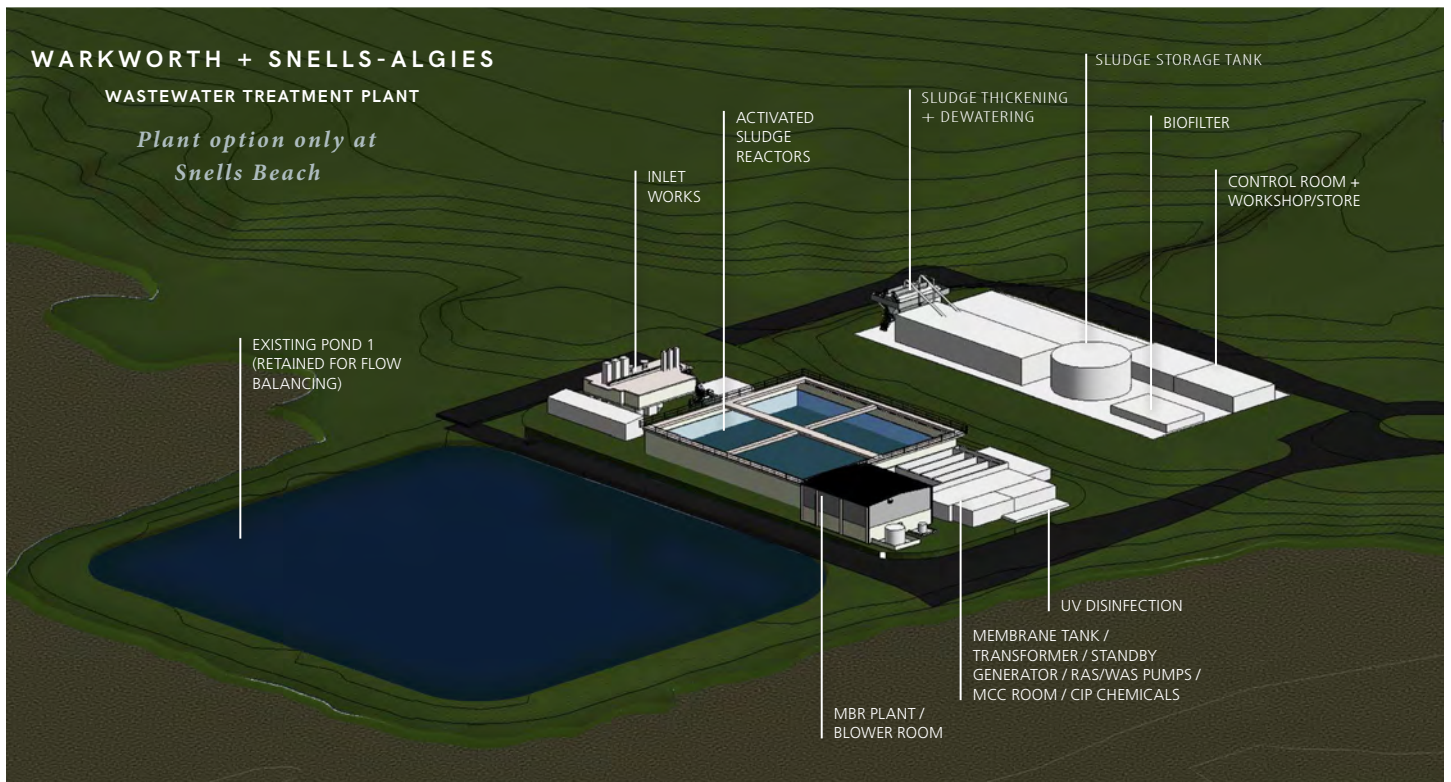 WARKWORTH + SNELLS-ALGIES
WASTEWATER TREATMENT PLANT
Plant option only at
Snells Beach
SLUDGE STORAGE TANK
SLUDGE THICKENING
+ DEWATERING
ACTIVATED
SLUDGE
REACTORS
BIOFILTER
INLET
WORKS
CONTROL ROOM +
WORKSHOP/STORE
EXISTING POND 1
(RETAINED FOR FLOW
BALANCING)
UV DISINFECTION
MEMBRANE TANK /
TRANSFORMER / STANDBY
GENERATOR / RAS/WAS PUMPS /
MCC ROOM / CIP CHEMICALS
MBR PLANT /
BLOWER ROOM